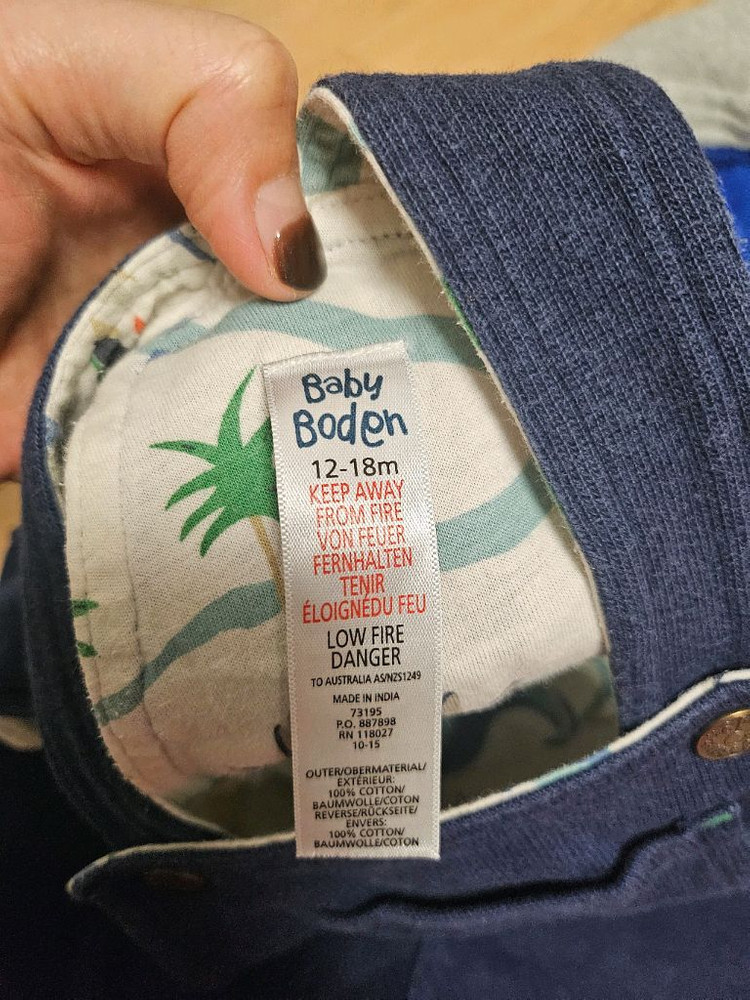 Baby
Boden
12-18m
KEEP AWAY
FROM FIRE
VON FEUER
FERNHALTEN
TENIR
ÉLOIGNÉDU FEU
LOW FIRE
DANGER
TO AUSTRALIA AS/NZS1249
MADE IN INDIA
73195
P.O. 887898
RN 118027
10-15
OUTER/OBERMATERIAL/
EXTÉRIEUR:
100% COTTON/
BAUMWOLLE/COTON
REVERSE/RÜCKSEITE/
ENVERS:
100% COTTON/
BAUMWOLLE/COTON